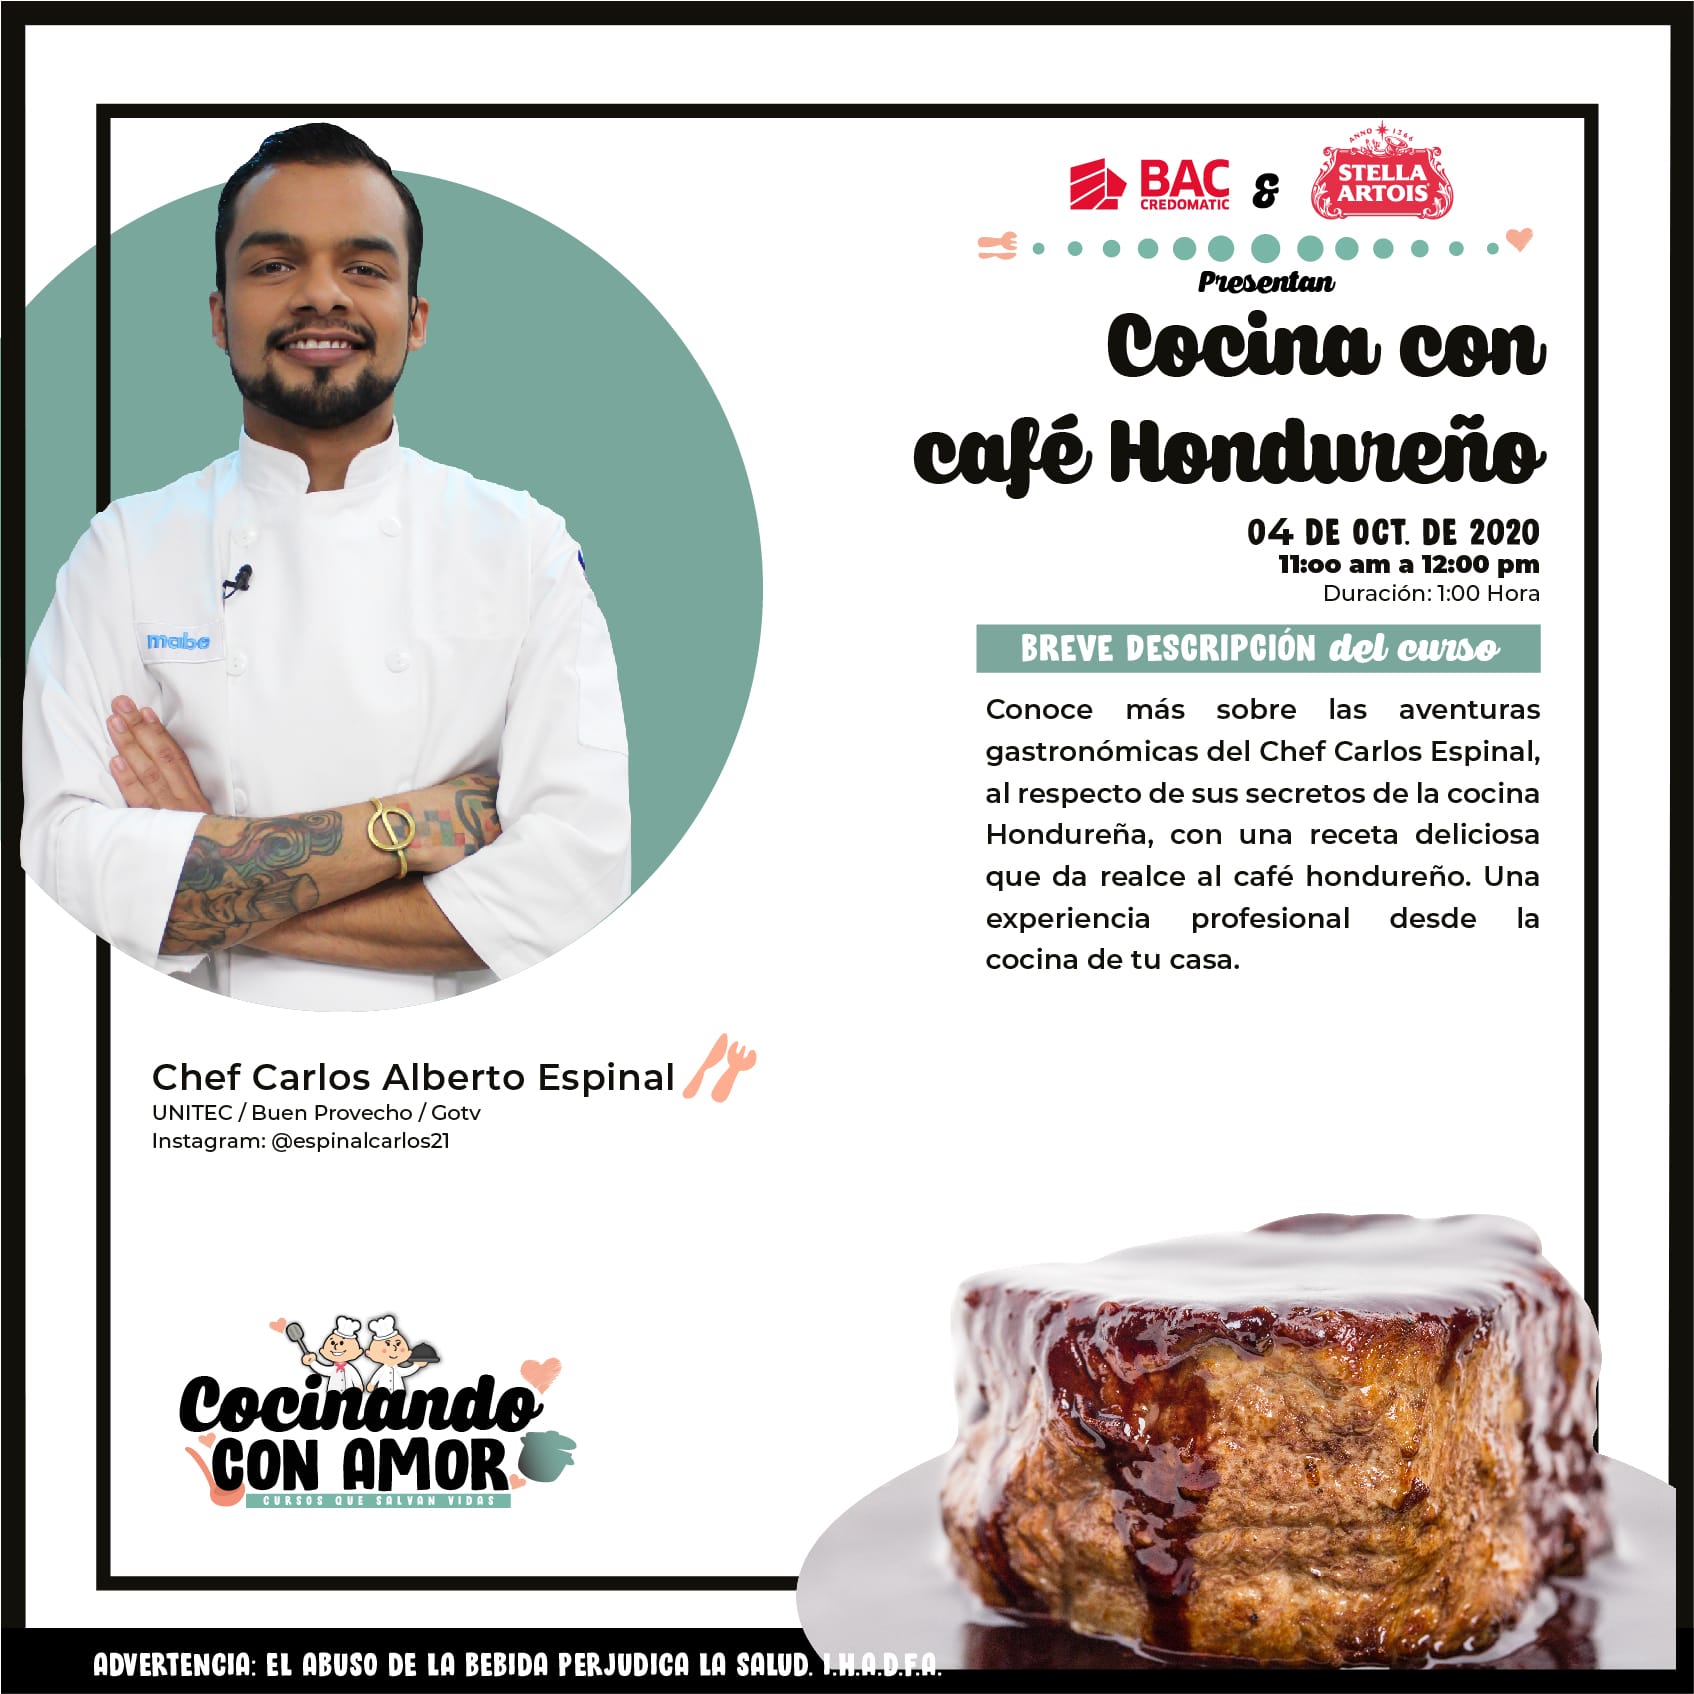 BAC
CREDOMATIC
&
ANNO 1366
STELLA
ARTOIS
Presentan
Cocina con
café Hondureño
04 DE OCT. DE 2020
11:oo am a 12:00 pm
Duración: 1:00 Hora
BREVE DESCRIPCIÓN del curso
Conoce más sobre las aventuras
gastronómicas del Chef Carlos Espinal,
al respecto de sus secretos de la cocina
Hondureña, con una receta deliciosa
que da realce al café hondureño. Una
experiencia profesional desde la
cocina de tu casa.
mabe
Chef Carlos Alberto Espinal
UNITEC / Buen Provecho / Gotv
Instagram: @espinalcarlos21
Cocinando
CON AMOR
CURSOS QUE SALVAN VIDAS
ADVERTENCIA: EL ABUSO DE LA BEBIDA PERJUDICA LA SALUD. I.H.A.D.F.A.